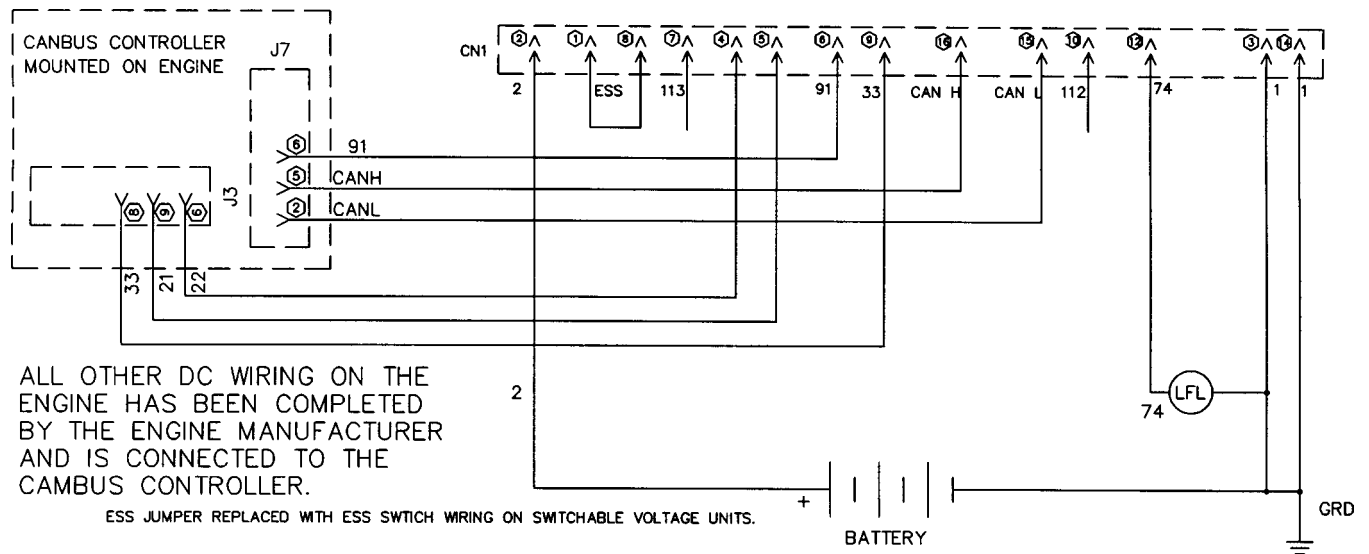 CANBUS CONTROLLER
MOUNTED ON ENGINE
J7
6
5
2
J3
8
9
6
33
21
22
91
CANH
CANL
CN1
2
1
8
7
4
5
6
9
16
15
10
12
3
14
2
ESS
113
91
33
CAN H
CAN L
112
74
1
1
2
74
LFL
ALL OTHER DC WIRING ON THE
ENGINE HAS BEEN COMPLETED
BY THE ENGINE MANUFACTURER
AND IS CONNECTED TO THE
CAMBUS CONTROLLER.
ESS JUMPER REPLACED WITH ESS SWTICH WIRING ON SWITCHABLE VOLTAGE UNITS.
+
BATTERY
GRD